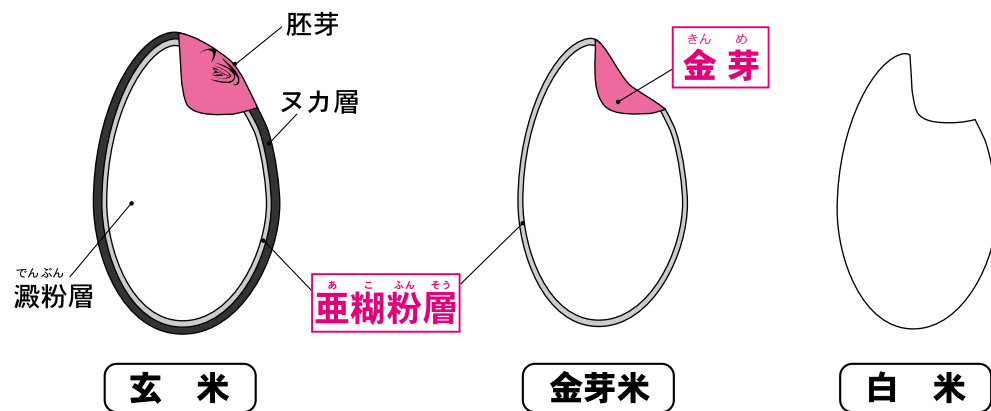 胚芽
ヌカ層
でんぷん
澱粉層
あこふんそう
亜糊粉層
きんめ
金芽
玄米
金芽米
白米